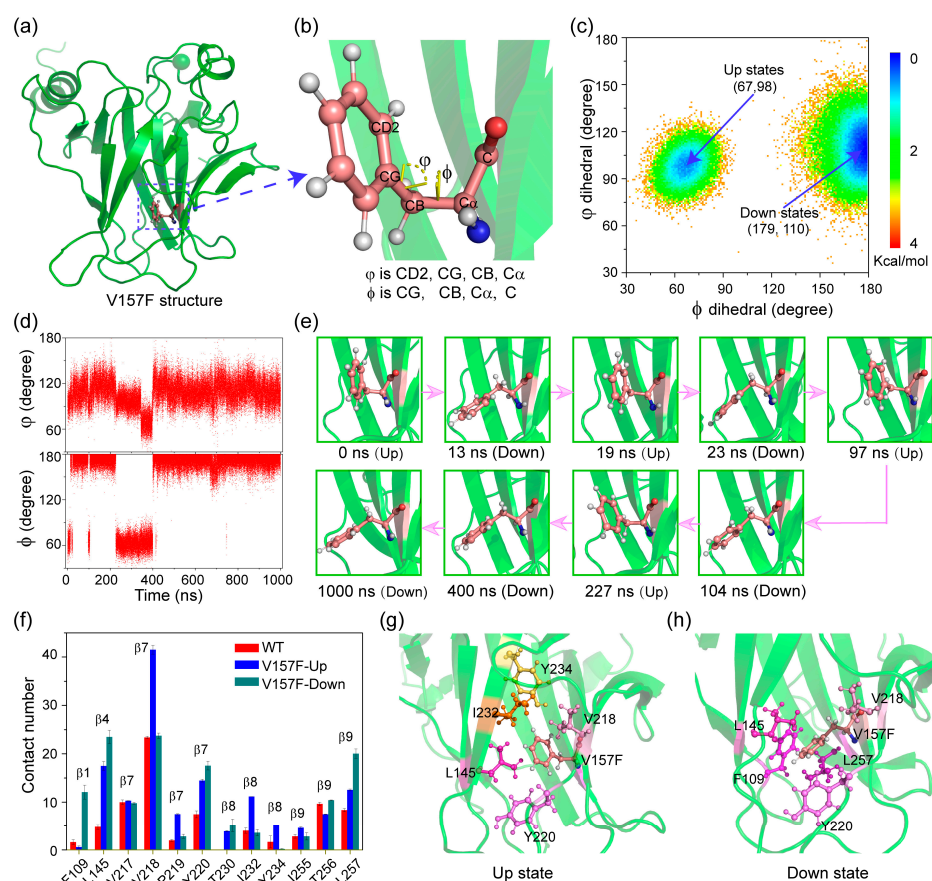 (a)
V157F structure
(b)
CD2
CG
CB
Cα
C
φ
ϕ
φ is CD2, CG, CB, Cα
ϕ is CG, CB, Cα, C
(c)
φ dihedral (degree)
180
150
120
90
60
30
30 60 90 120 150 180
ϕ dihedral (degree)
Up states
(67,98)
Down states
(179, 110)
0
2
4
Kcal/mol
(d)
φ (degree)
180
120
60
ϕ (degree)
180
120
60
0 200 400 600 800 1000
Time (ns)
(e)
0 ns (Up)
13 ns (Down)
19 ns (Up)
23 ns (Down)
97 ns (Up)
1000 ns (Down)
400 ns (Down)
227 ns (Up)
104 ns (Down)
(f)
Contact number
40
30
20
10
0
WT
V157F-Up
V157F-Down
β1
β4
β7
β7
β7
β7
β8
β8
β8
β9
β9
β9
F109
L145
V217
V218
P219
Y220
T230
I232
Y234
I255
T256
L257
(g)
Y234
I232
V218
V157F
L145
Y220
Up state
(h)
L145
V218
V157F
L257
F109
Y220
Down state